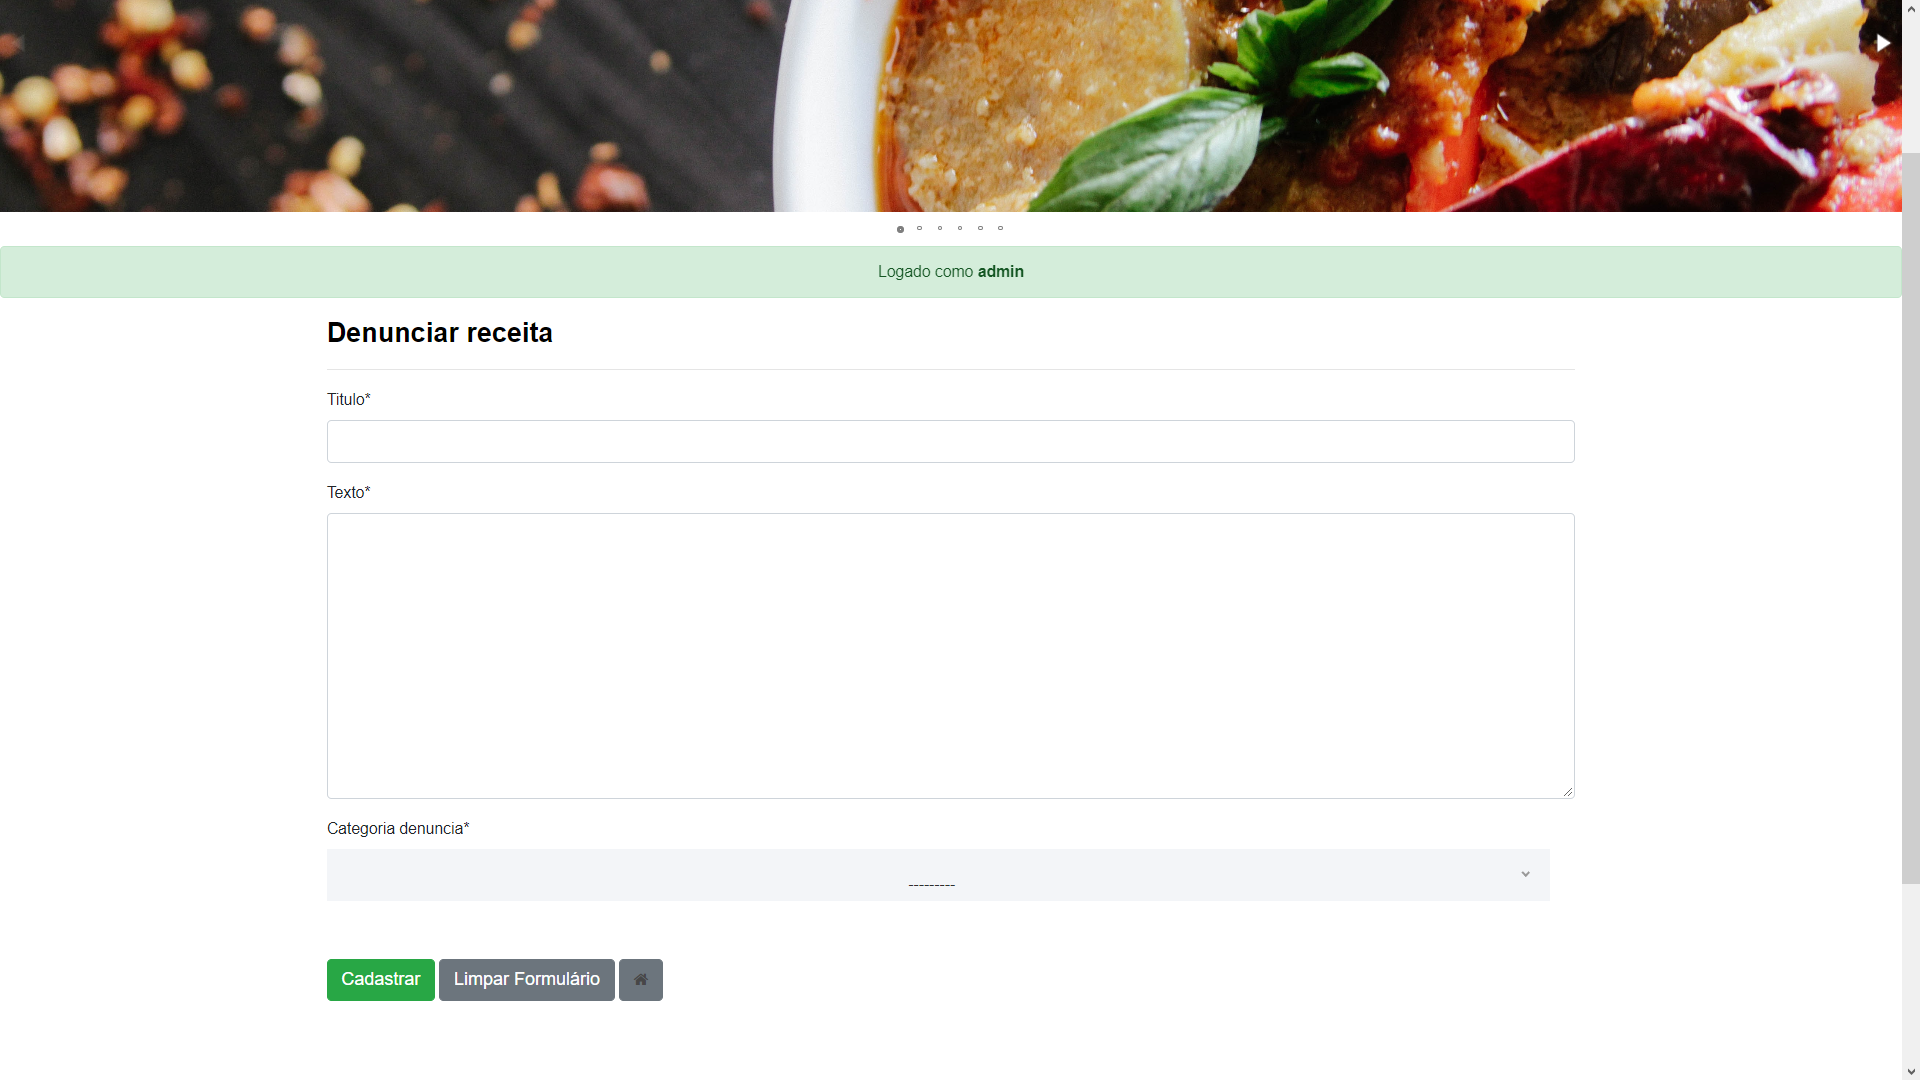 Logado como admin
Denunciar receita
Titulo*
Texto*
Categoria denuncia*
---------
Cadastrar
Limpar Formulário